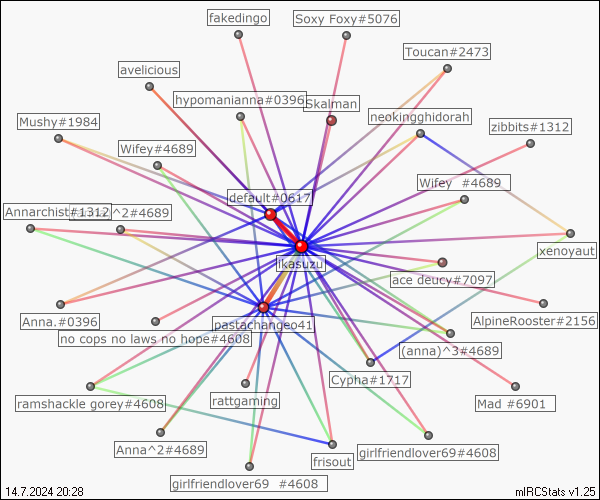 fakedingo
Soxy Foxy#5076
Toucan#2473
avelicious
hypomanianna#0396
Skalman
neokingghidorah
Mushy#1984
zibbits#1312
Wifey#4689
Wifey #4689
default#0617
Annarchist#1312
^2#4689
xenoyaut
ikasuzu
ace deucy#7097
Anna.#0396
pastachangeo41
AlpineRooster#2156
no cops no laws no hope#4608
(anna)^3#4689
Cypha#1717
ramshackle gorey#4608
rattgaming
Mad #6901
Anna^2#4689
frisout
girlfriendlover69#4608
girlfriendlover69 #4608
14.7.2024 20:28
mIRCStats v1.25